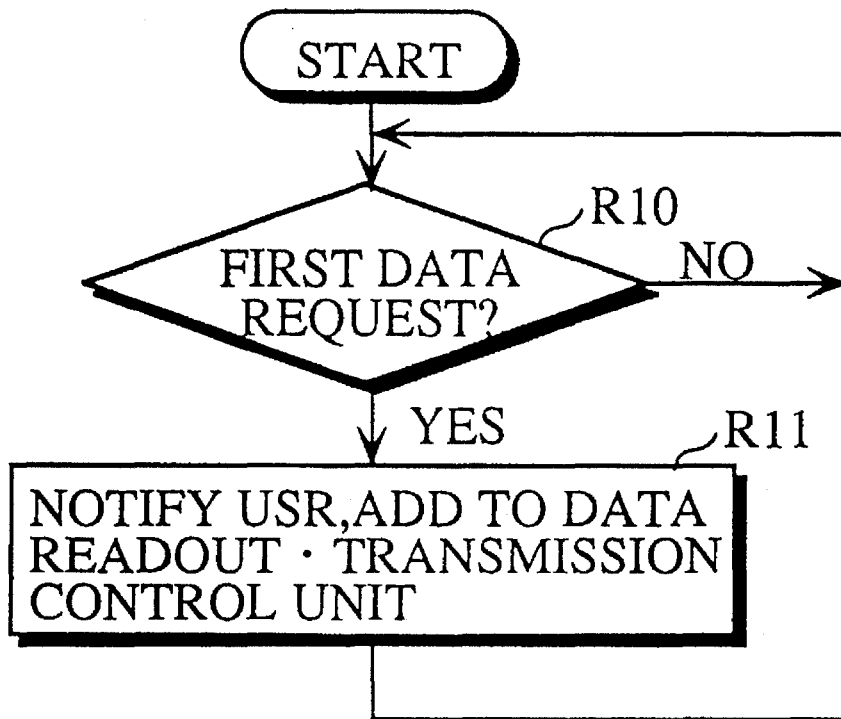 START
R10
FIRST DATA
NO
REQUEST?
YES
R11
NOTIFY USR,ADD TO DATA
READOUT · TRANSMISSION
CONTROL UNIT